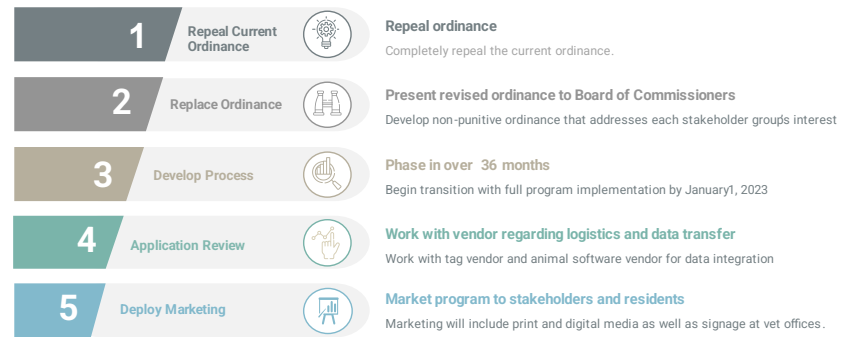 1
Repeal Current
Ordinance
Repeal ordinance
Completely repeal the current ordinance.
2
Replace Ordinance
Present revised ordinance to Board of Commissioners
Develop non-punitive ordinance that addresses each stakeholder group's interest
3
Develop Process
Phase in over 36 months
Begin transition with full program implementation by January1, 2023
4
Application Review
Work with vendor regarding logistics and data transfer
Work with tag vendor and animal software vendor for data integration
5
Deploy Marketing
Market program to stakeholders and residents
Marketing will include print and digital media as well as signage at vet offices.